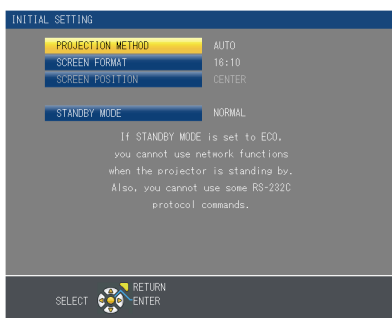 INITIAL SETTING
PROJECTION METHOD AUTO
SCREEN FORMAT 16:10
SCREEN POSITION CENTER
STANDBY MODE NORMAL
If STANDBY MODE is set to ECO,
you cannot use network functions
when the projector is standing by.
Also, you cannot use some RS-232C
protocol commands.
RETURN
SELECT ENTER